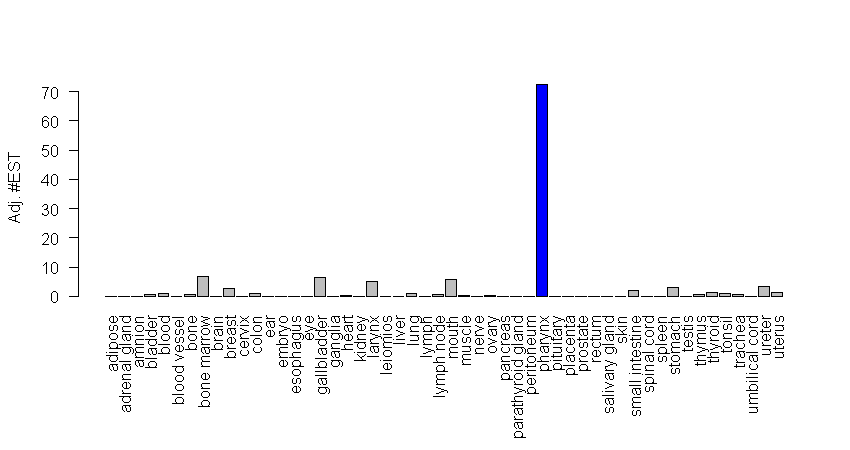 Adj. #EST
70
60
50
40
30
20
10
0
adipose
adrenal gland
amnion
bladder
blood
blood vessel
bone
bone marrow
brain
breast
cervix
colon
ear
embryo
esophagus
eye
gallbladder
ganglia
heart
kidney
larynx
leiomios
liver
lung
lymph
lymph node
mouth
muscle
nerve
ovary
pancreas
parathyroid gland
peritoneum
pharynx
pituitary
placenta
prostate
rectum
salivary gland
skin
small intestine
spinal cord
spleen
stomach
testis
thymus
thyroid
tonsil
trachea
umbilical cord
ureter
uterus